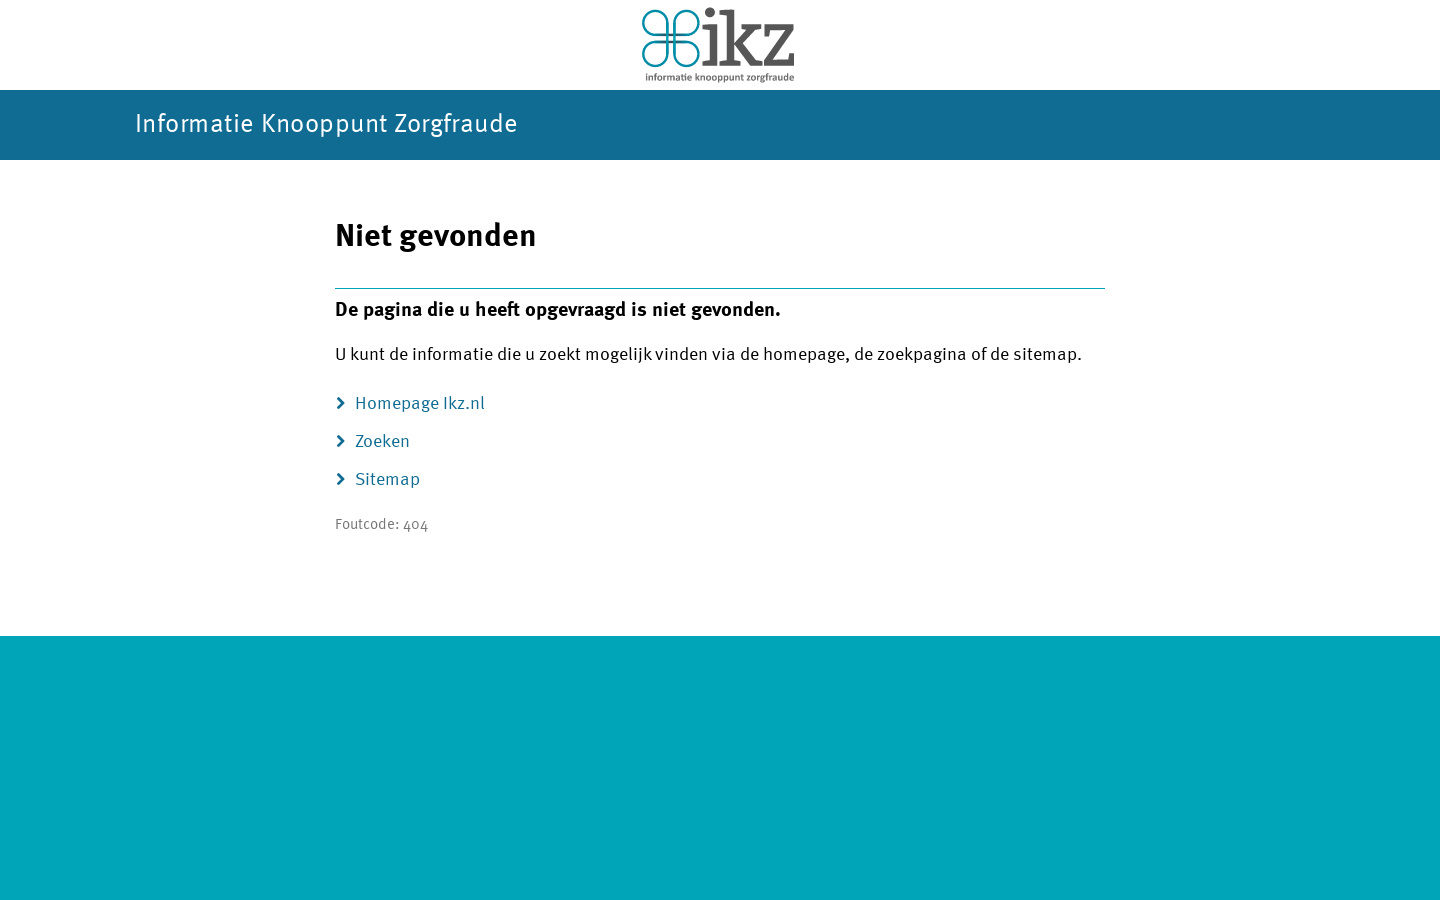 ikz
informatie knooppunt zorgfraude
Informatie Knooppunt Zorgfraude
Niet gevonden
De pagina die u heeft opgevraagd is niet gevonden.
U kunt de informatie die u zoekt mogelijk vinden via de homepage, de zoekpagina of de sitemap.
Homepage Ikz.nl
Zoeken
Sitemap
Foutcode: 404